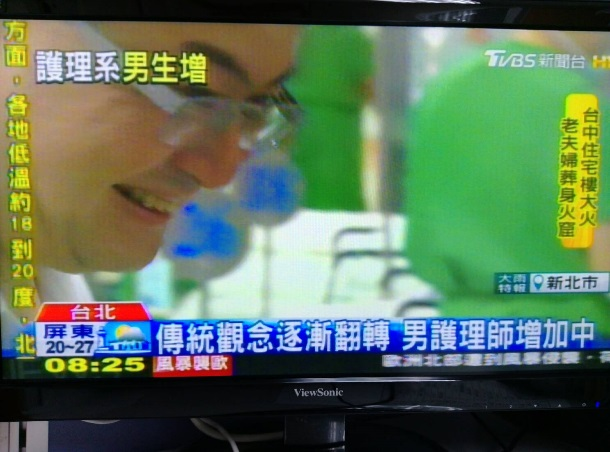 方面，各地低溫約18到20度，北
護理系男生增
TVBS新聞台
台中住宅樓大火
老夫婦葬身火窟
大雨
特報
新北市
台北
屏東
20~27
傳統觀念逐漸翻轉 男護理師增加中
08:25
風暴襲歐
歐洲北部遭到風暴侵襲，
ViewSonic